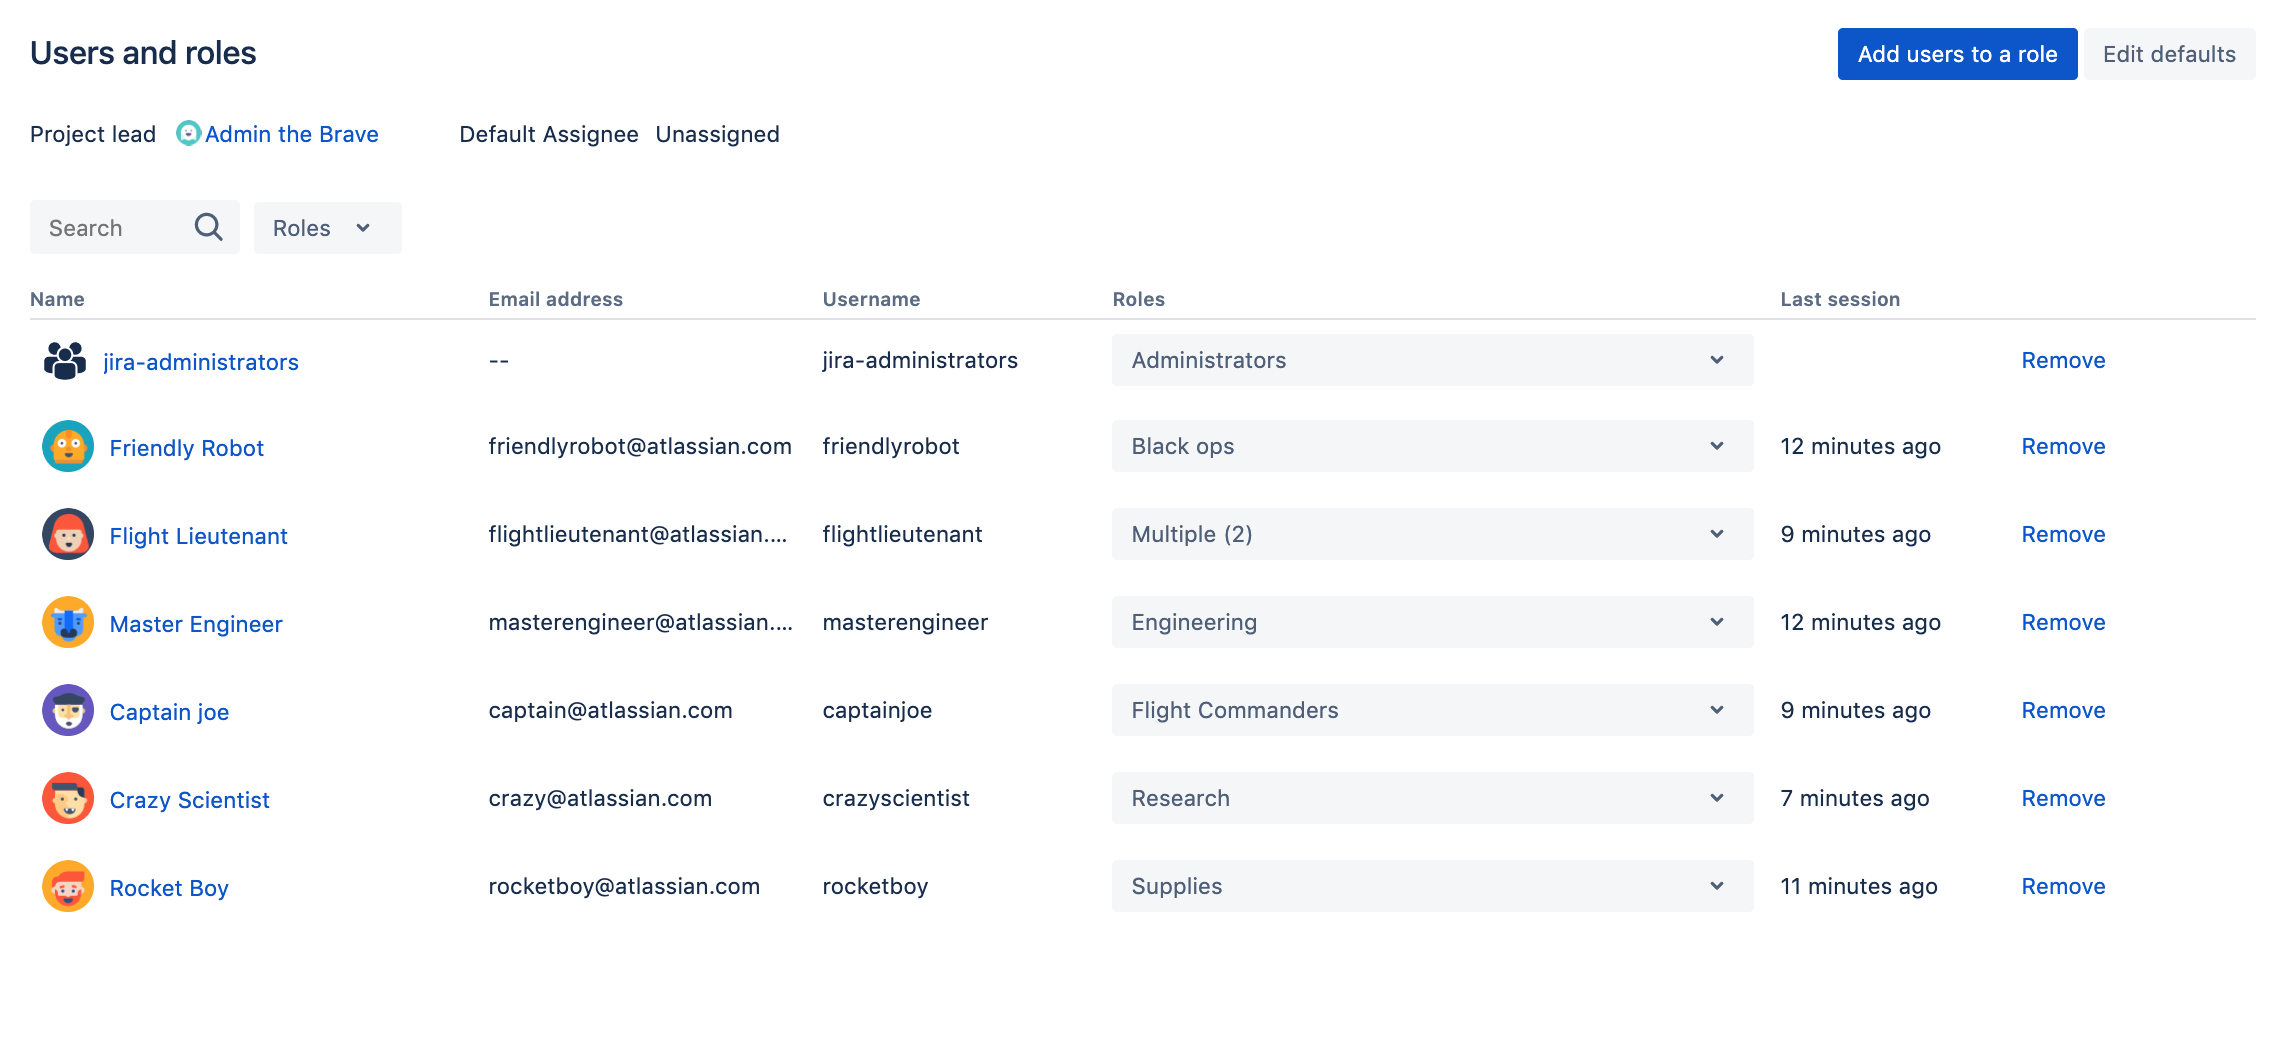 Users and roles
Add users to a role Edit defaults
Project lead Admin the Brave Default Assignee Unassigned
Search Roles
Name Email address Username Roles Last session
jira-administrators -- jira-administrators Administrators Remove
Friendly Robot friendlyrobot@atlassian.com friendlyrobot Black ops 12 minutes ago Remove
Flight Lieutenant flightlieutenant@atlassian.... flightlieutenant Multiple (2) 9 minutes ago Remove
Master Engineer masterengineer@atlassian.... masterengineer Engineering 12 minutes ago Remove
Captain joe captain@atlassian.com captainjoe Flight Commanders 9 minutes ago Remove
Crazy Scientist crazy@atlassian.com crazyscientist Research 7 minutes ago Remove
Rocket Boy rocketboy@atlassian.com rocketboy Supplies 11 minutes ago Remove